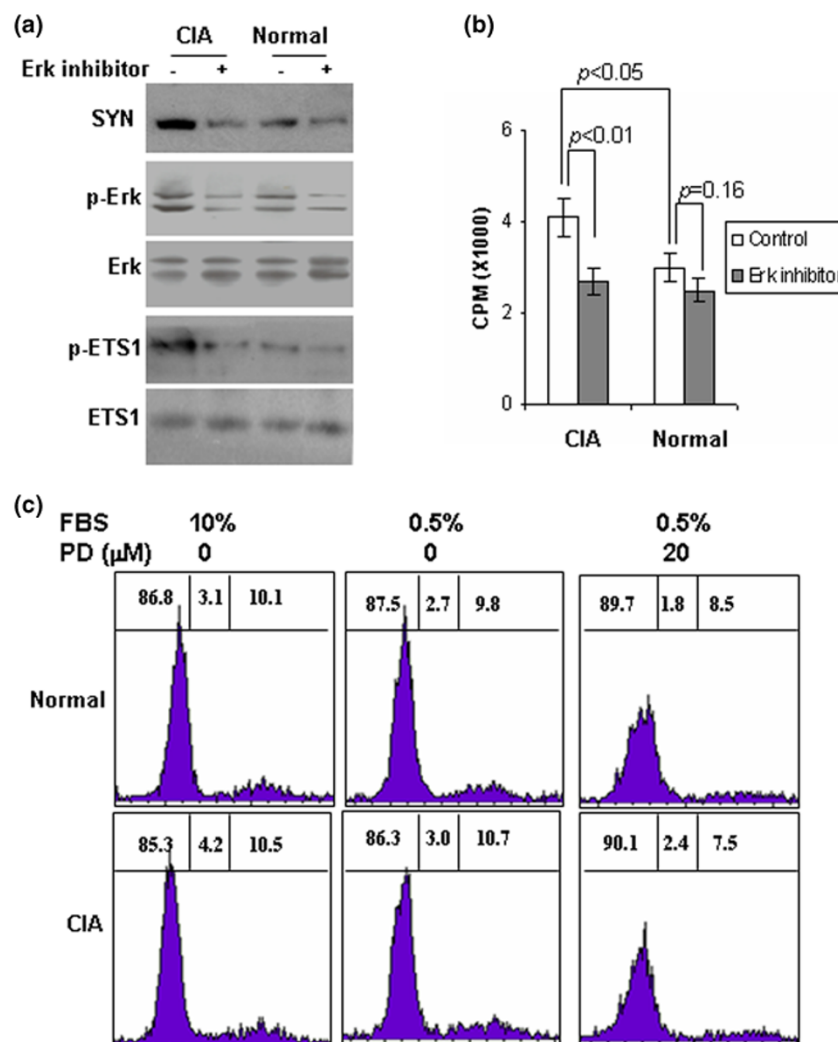 (a)
CIA Normal
Erk inhibitor - + - +
SYN
p-Erk
Erk
p-ETS1
ETS1
(b)
p<0.05
p<0.01
p=0.16
6
4
2
0
CPM (X1000)
CIA Normal
Control
Erk inhibitor
(c)
FBS 10% 0.5% 0.5%
PD (µM) 0 0 20
Normal
86.8 3.1 10.1
87.5 2.7 9.8
89.7 1.8 8.5
CIA
85.3 4.2 10.5
86.3 3.0 10.7
90.1 2.4 7.5